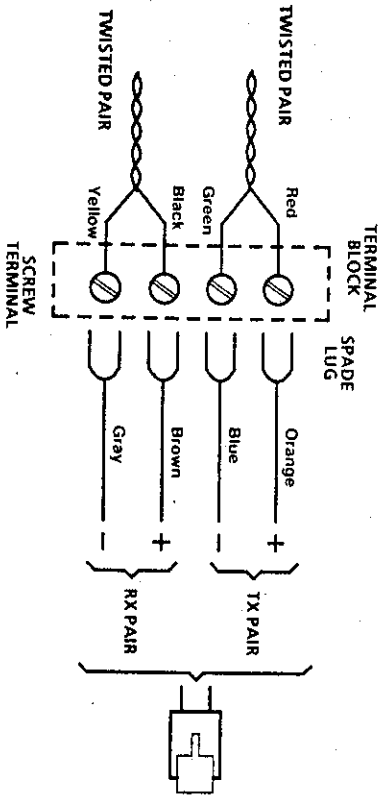 TERMINAL
BLOCK
SPADE
LUG
TWISTED PAIR
Red
Orange
+
TX PAIR
Green
Blue
−
Black
Brown
+
RX PAIR
Yellow
Gray
−
TWISTED PAIR
SCREW
TERMINAL